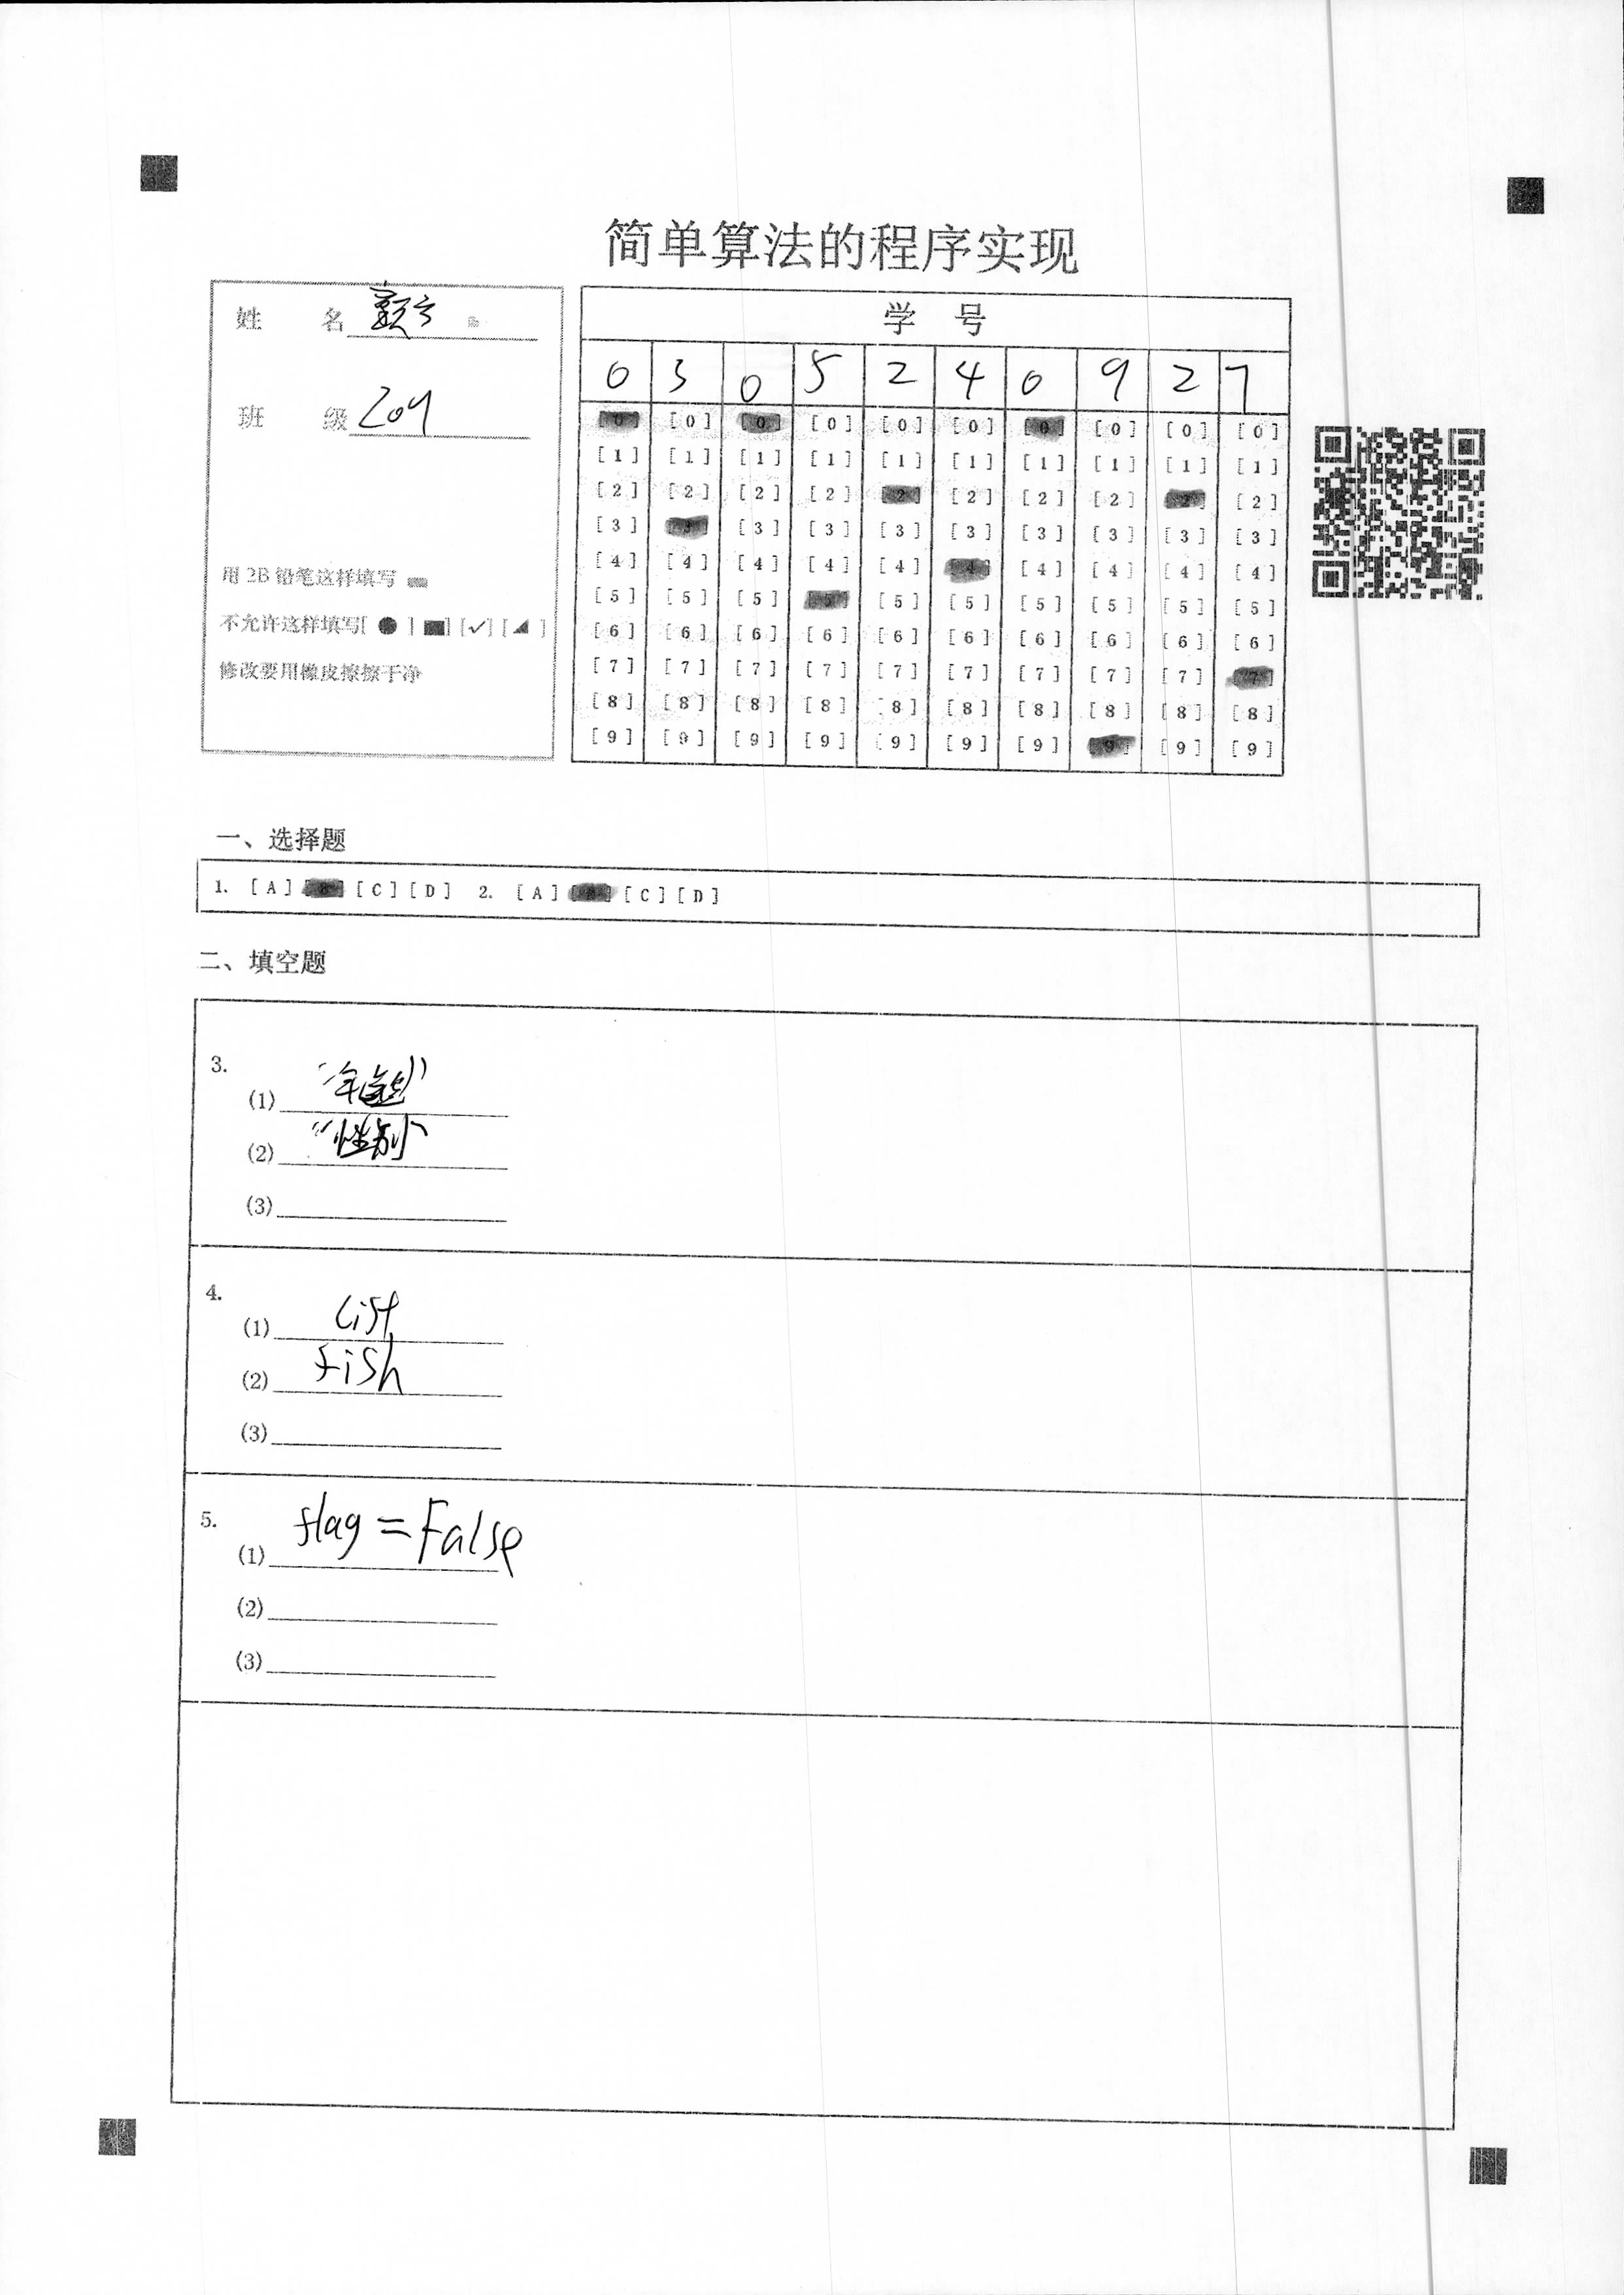 简单算法的程序实现
姓 名
班 级 204
用 2B 铅笔这样填写
不允许这样填写[ ● ] [■] [✓] [◢ ]
修改要用橡皮擦擦干净
学 号
0 3 0 5 2 4 0 9 2 7
[0] [0] [0] [0] [0] [0] [0] [0] [0] [0]
[1] [1] [1] [1] [1] [1] [1] [1] [1] [1]
[2] [2] [2] [2] [2] [2] [2] [2] [2] [2]
[3] [3] [3] [3] [3] [3] [3] [3] [3] [3]
[4] [4] [4] [4] [4] [4] [4] [4] [4] [4]
[5] [5] [5] [5] [5] [5] [5] [5] [5] [5]
[6] [6] [6] [6] [6] [6] [6] [6] [6] [6]
[7] [7] [7] [7] [7] [7] [7] [7] [7] [7]
[8] [8] [8] [8] [8] [8] [8] [8] [8] [8]
[9] [9] [9] [9] [9] [9] [9] [9] [9] [9]
一、选择题
1. [A] [B] [C] [D] 2. [A] [B] [C] [D]
二、填空题
3.
(1)
(2) "性别"
(3)
4.
(1) list
(2) fish
(3)
5.
(1) flag = False
(2)
(3)